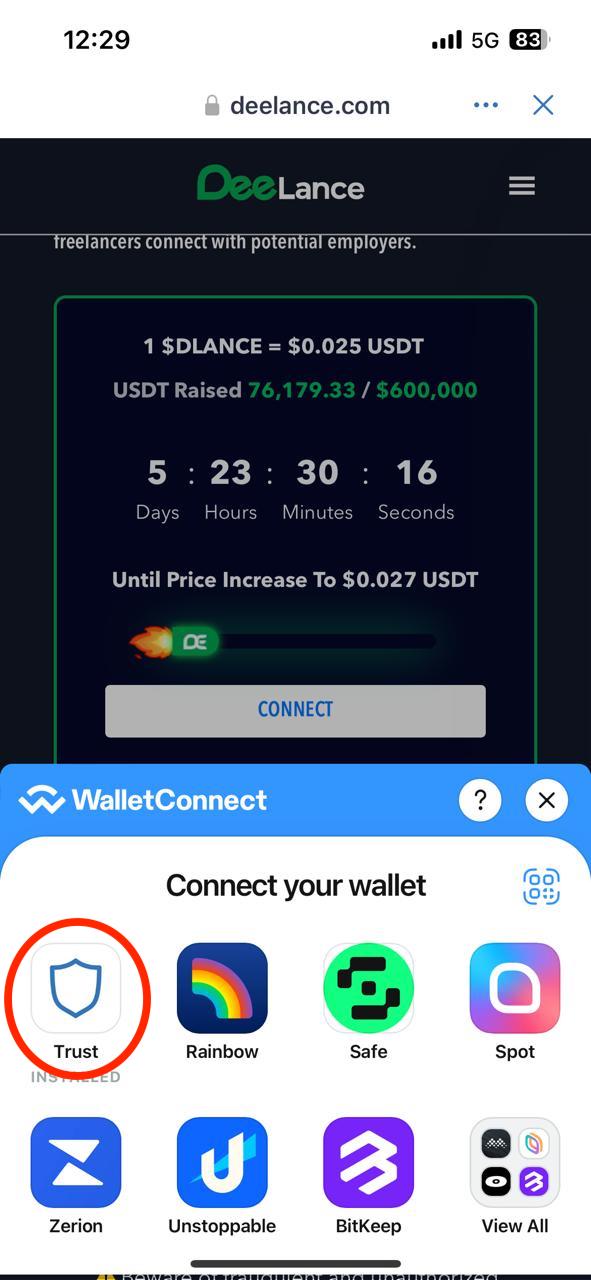 12:29
5G 83
deelance.com
DeeLance
freelancers connect with potential employers.
1 $DLANCE = $0.025 USDT
USDT Raised 76,179.33 / $600,000
5 : 23 : 30 : 16
Days Hours Minutes Seconds
Until Price Increase To $0.027 USDT
DE
CONNECT
WalletConnect
?
Connect your wallet
Trust Rainbow Safe Spot
INSTALLED
Zerion Unstoppable BitKeep View All
Beware of fraudulent and unauthorized